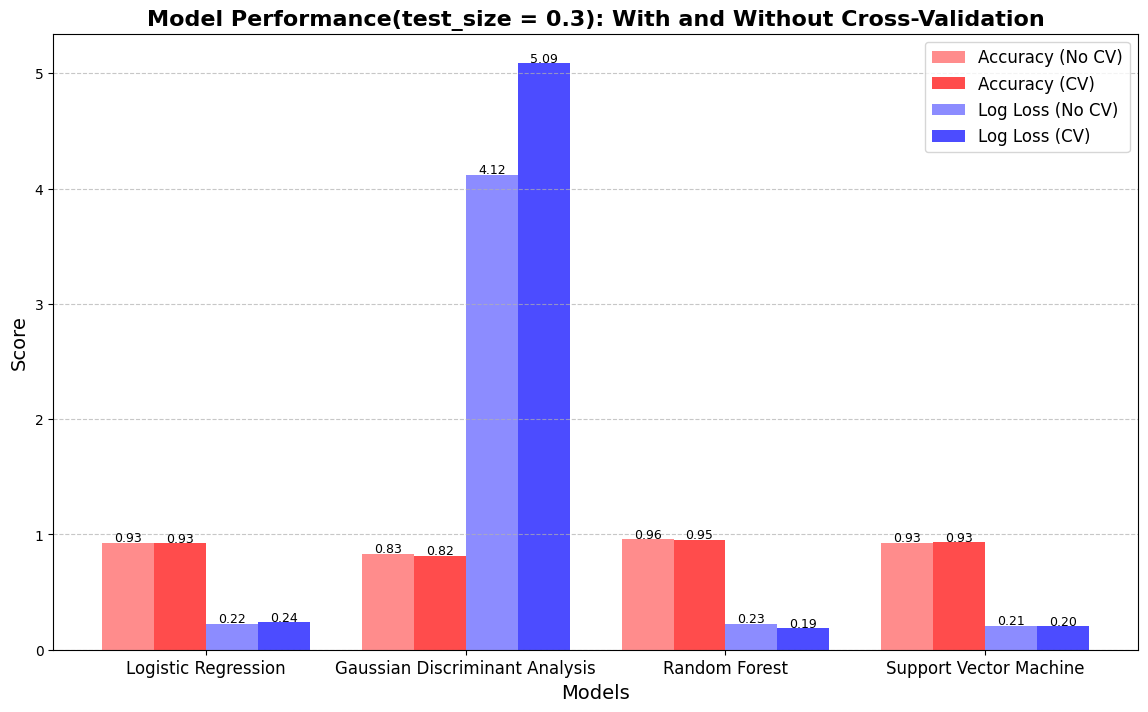 Model Performance(test_size = 0.3): With and Without Cross-Validation
Accuracy (No CV)
Accuracy (CV)
Log Loss (No CV)
Log Loss (CV)
Score
5
4
3
2
1
0
0.93
0.93
0.22
0.24
0.83
0.82
4.12
5.09
0.96
0.95
0.23
0.19
0.93
0.93
0.21
0.20
Logistic Regression
Gaussian Discriminant Analysis
Random Forest
Support Vector Machine
Models